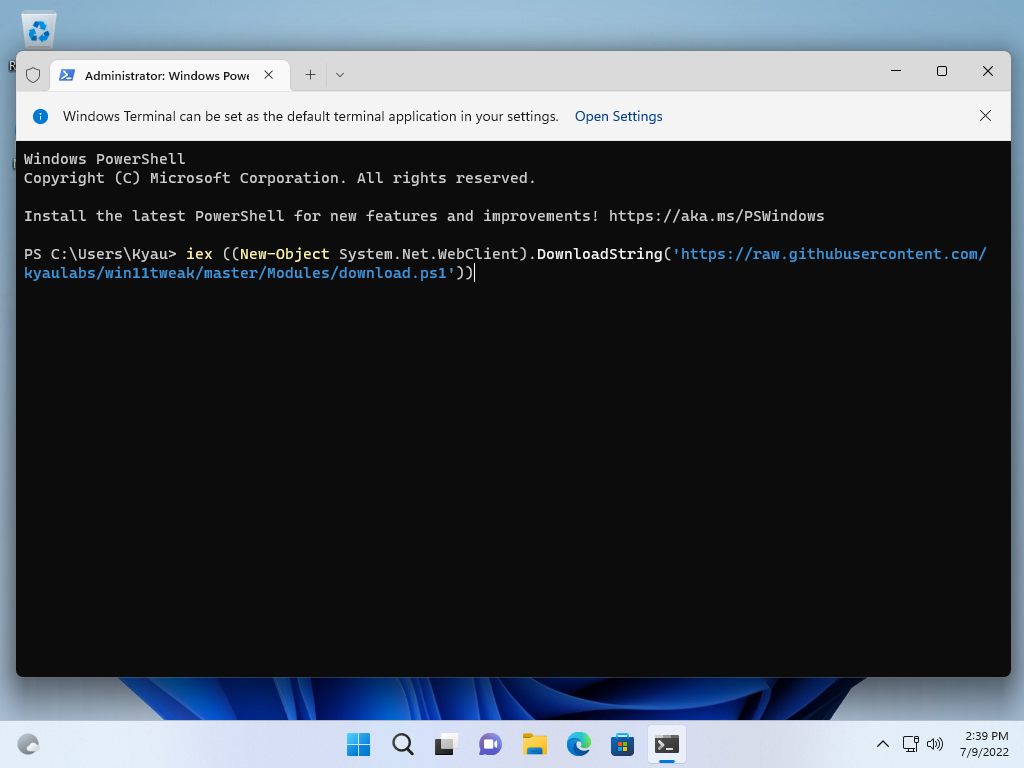 Administrator: Windows Powe
Windows Terminal can be set as the default terminal application in your settings. Open Settings
Windows PowerShell
Copyright (C) Microsoft Corporation. All rights reserved.
Install the latest PowerShell for new features and improvements! https://aka.ms/PSWindows
PS C:\Users\Kyau> iex ((New-Object System.Net.WebClient).DownloadString('https://raw.githubusercontent.com/
kyaulabs/win11tweak/master/Modules/download.ps1'))
2:39 PM
7/9/2022